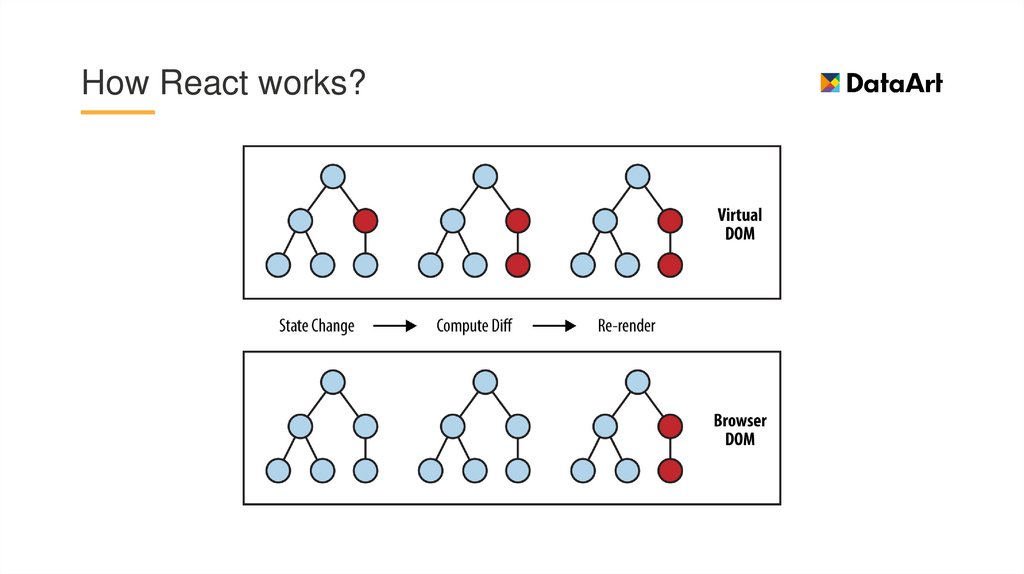 How React works?
DataArt
Virtual
DOM
State Change
Compute Diff
Re-render
Browser
DOM